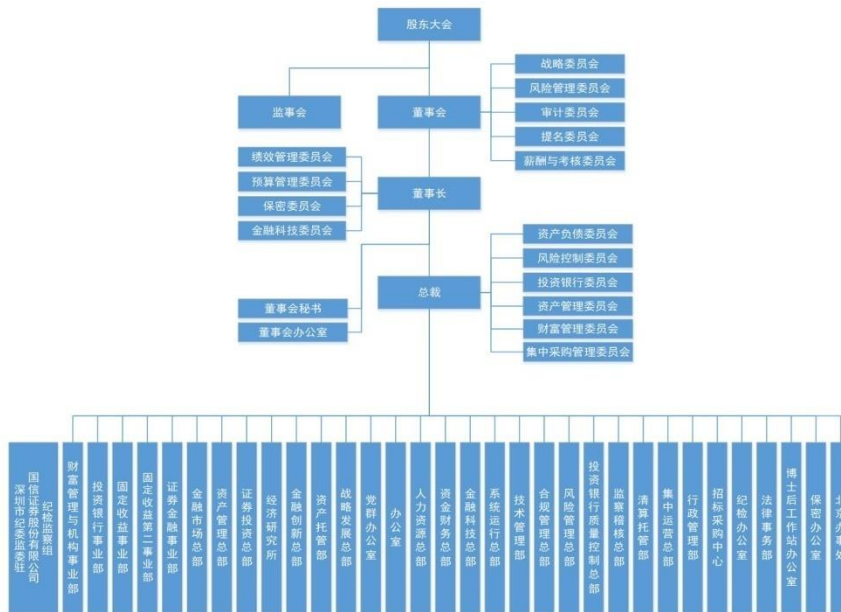 股东大会
监事会
董事会
战略委员会
风险管理委员会
审计委员会
提名委员会
薪酬与考核委员会
绩效管理委员会
预算管理委员会
保密委员会
金融科技委员会
董事长
资产负债委员会
风险控制委员会
投资银行委员会
资产管理委员会
财富管理委员会
集中采购管理委员会
总裁
董事会秘书
董事会办公室
深圳市纪委监委驻
国信证券股份有限公司
纪检监察组
财富管理与机构事业部
投资银行事业部
固定收益事业部
固定收益第二事业部
证券金融事业部
金融市场总部
资产管理总部
证券投资总部
经济研究所
金融创新总部
资产托管部
战略发展总部
党群办公室
办公室
人力资源总部
资金财务总部
金融科技总部
系统运行总部
技术管理部
合规管理总部
风险管理总部
投资银行质量控制总部
监察稽核总部
清算托管部
集中运营总部
行政管理部
招标采购中心
纪检办公室
法律事务部
博士后工作站办公室
保密办公室
北京办事处